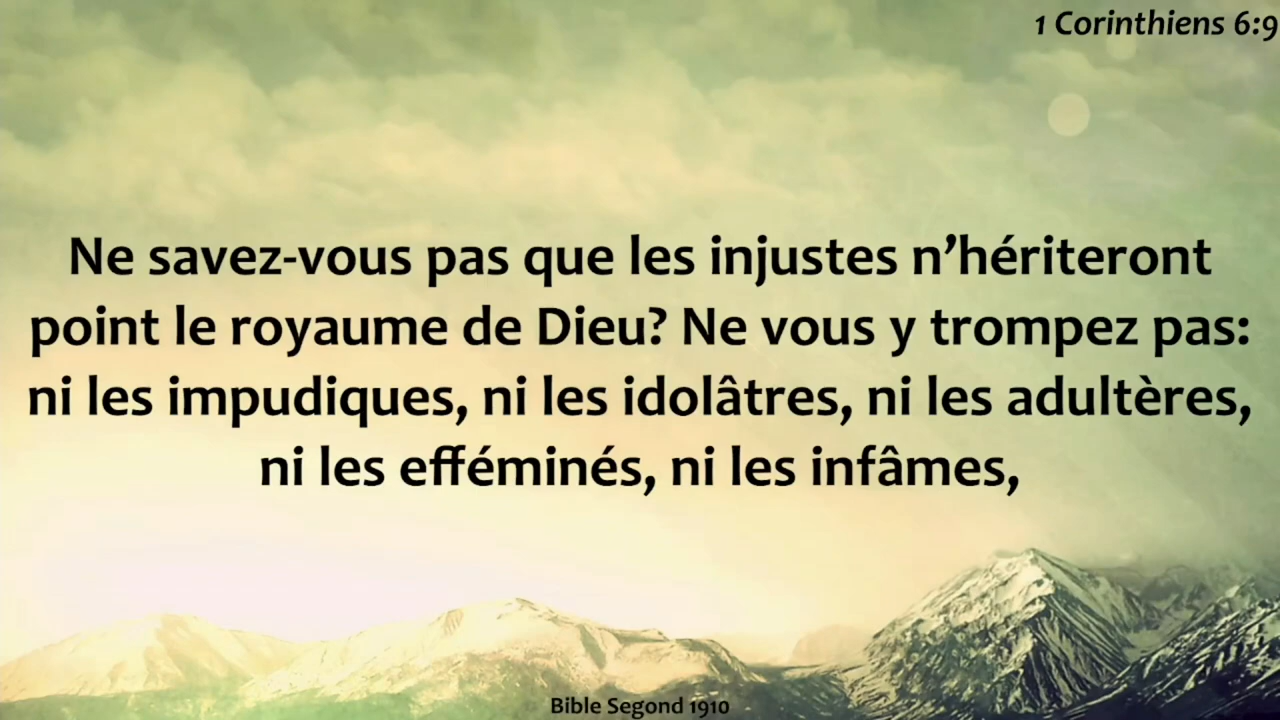 1 Corinthiens 6:9
Ne savez-vous pas que les injustes n’hériteront
point le royaume de Dieu? Ne vous y trompez pas:
ni les impudiques, ni les idolâtres, ni les adultères,
ni les efféminés, ni les infâmes,
Bible Segond 1910